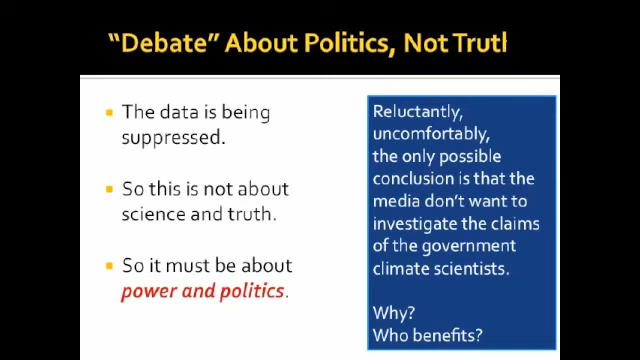 “Debate” About Politics, Not Truth
The data is being
suppressed.
So this is not about
science and truth.
So it must be about
power and politics.
Reluctantly,
uncomfortably,
the only possible
conclusion is that the
media don’t want to
investigate the claims
of the government
climate scientists.
Why?
Who benefits?